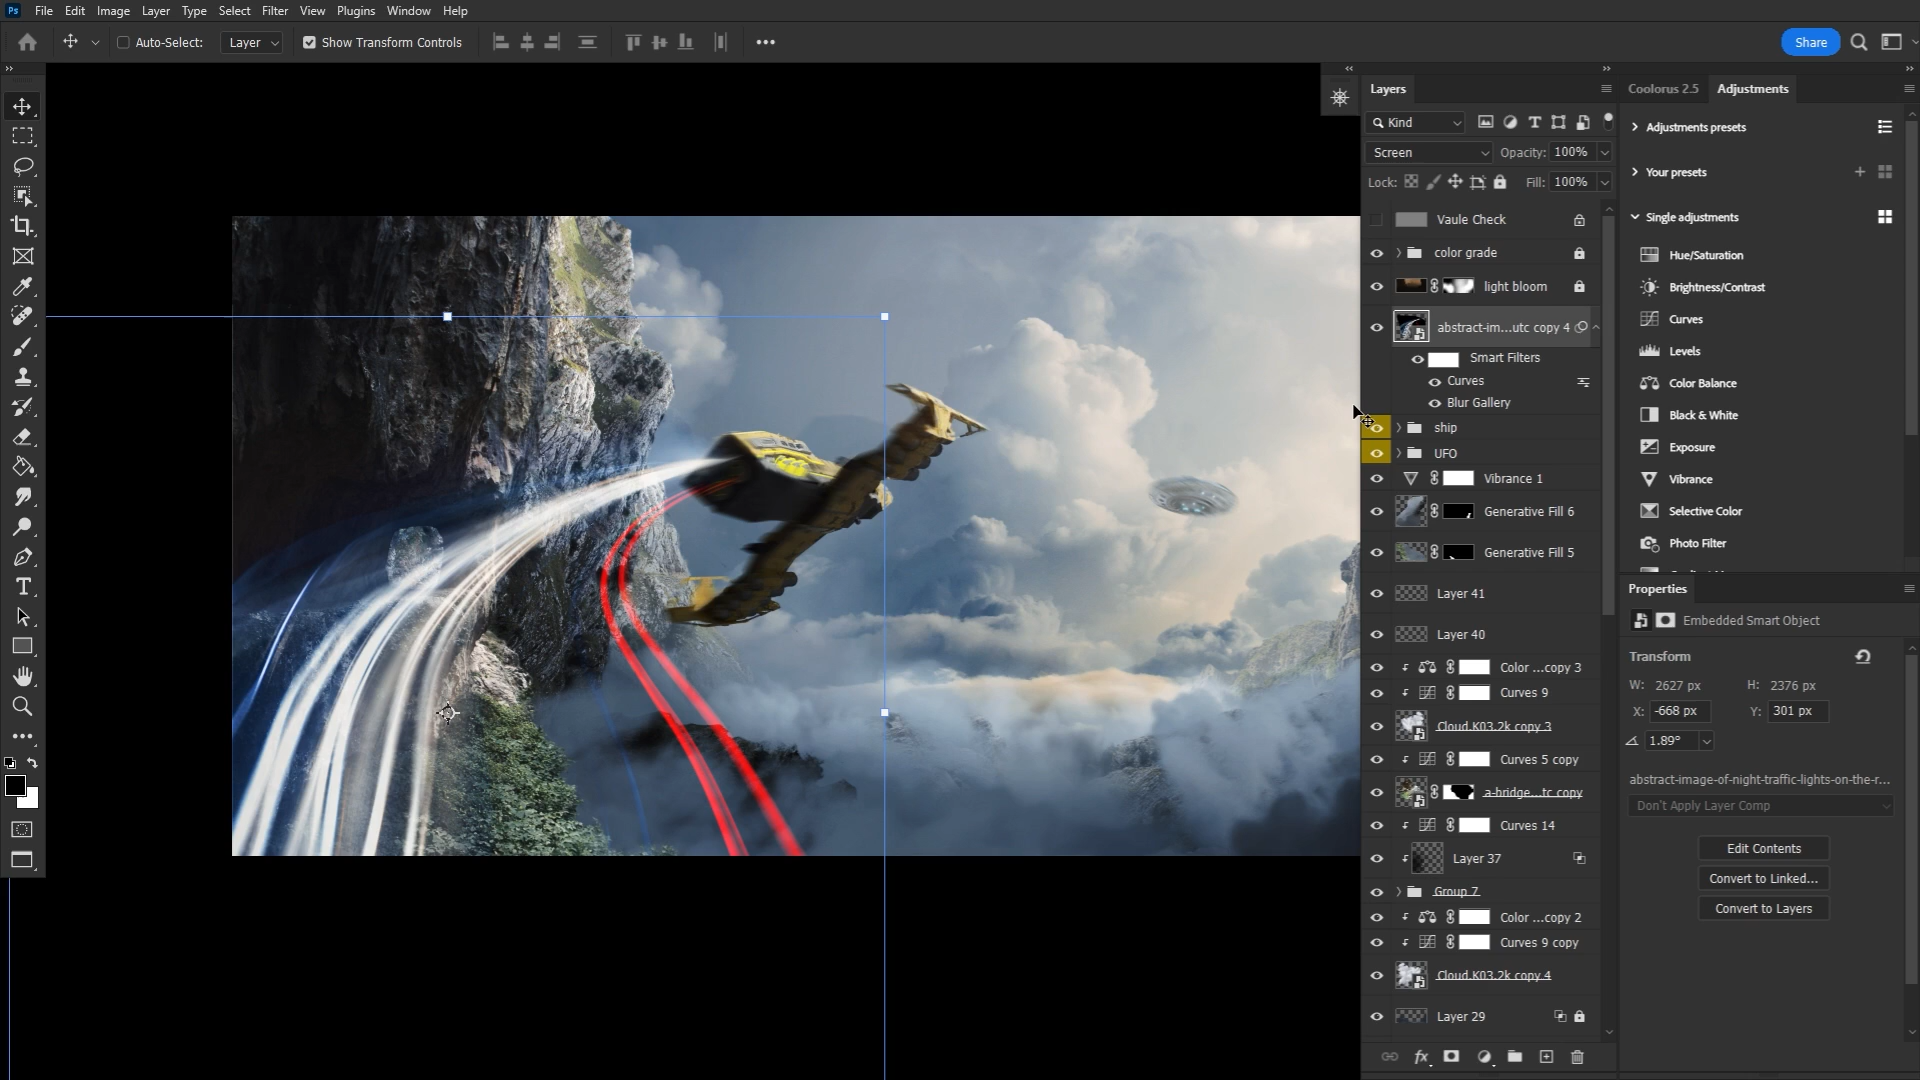 Ps File Edit Image Layer Type Select Filter View Plugins Window Help
Auto-Select: Layer Show Transform Controls Share
Layers
Kind
Screen Opacity: 100%
Lock: Fill: 100%
Vaule Check
color grade
light bloom
abstract-im...utc copy 4
Smart Filters
Curves
Blur Gallery
ship
UFO
Vibrance 1
Generative Fill 6
Generative Fill 5
Layer 41
Layer 40
Color ...copy 3
Curves 9
Cloud.K03.2k copy 3
Curves 5 copy
a-bridge...tc copy
Curves 14
Layer 37
Group 7
Color ...copy 2
Curves 9 copy
Cloud.K03.2k copy 4
Layer 29
fx
Coolorus 2.5 Adjustments
Adjustments presets
Your presets
Single adjustments
Hue/Saturation
Brightness/Contrast
Curves
Levels
Color Balance
Black & White
Exposure
Vibrance
Selective Color
Photo Filter
Properties
Embedded Smart Object
Transform
W: 2627 px H: 2376 px
X: -668 px Y: 301 px
1.89°
abstract-image-of-night-traffic-lights-on-the-r...
Don't Apply Layer Comp
Edit Contents
Convert to Linked...
Convert to Layers